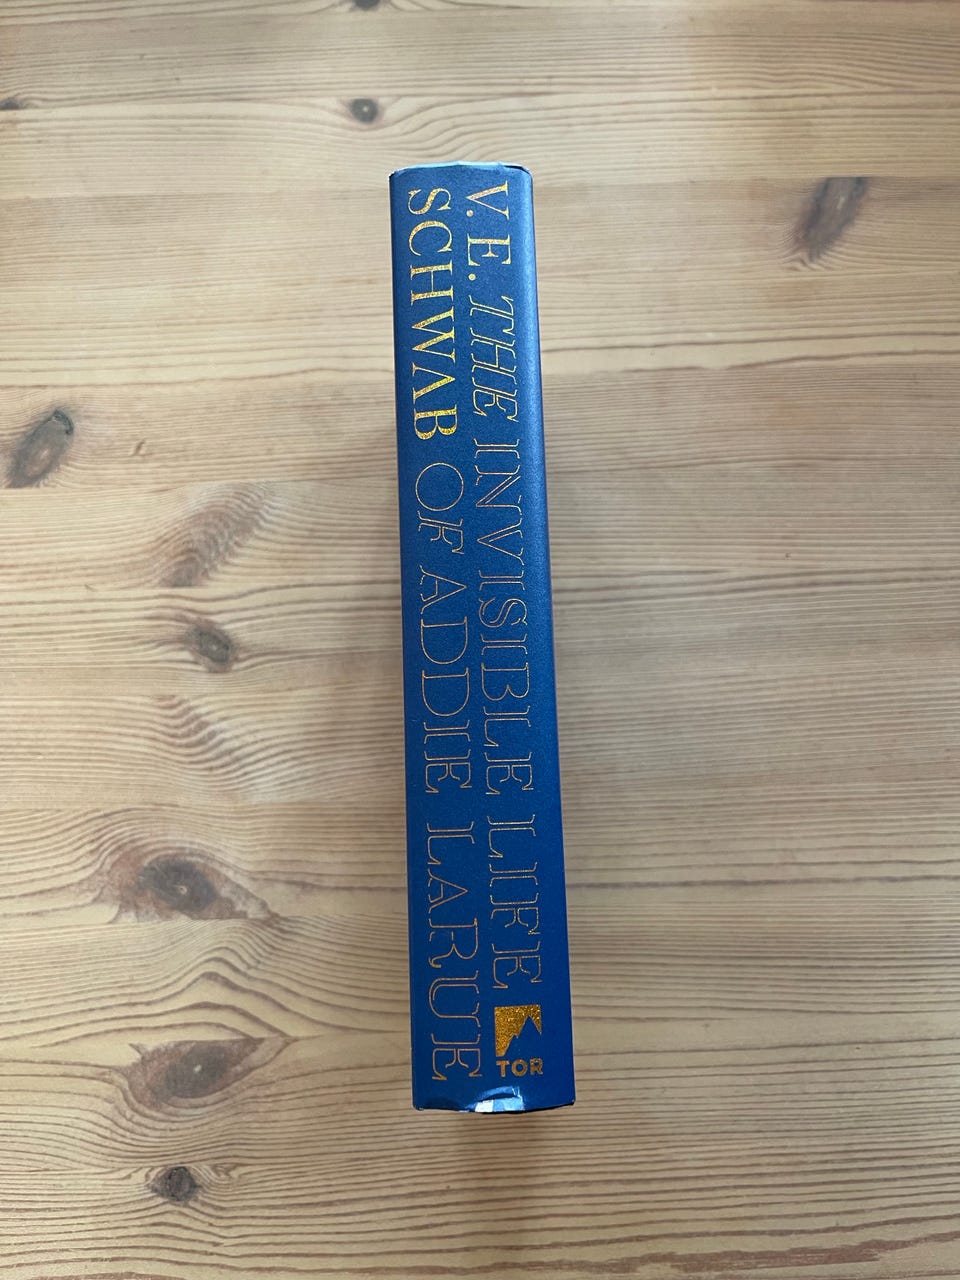 V.E. THE INVISIBLE LIFE
SCHWAB OF ADDIE LARUE
TOR